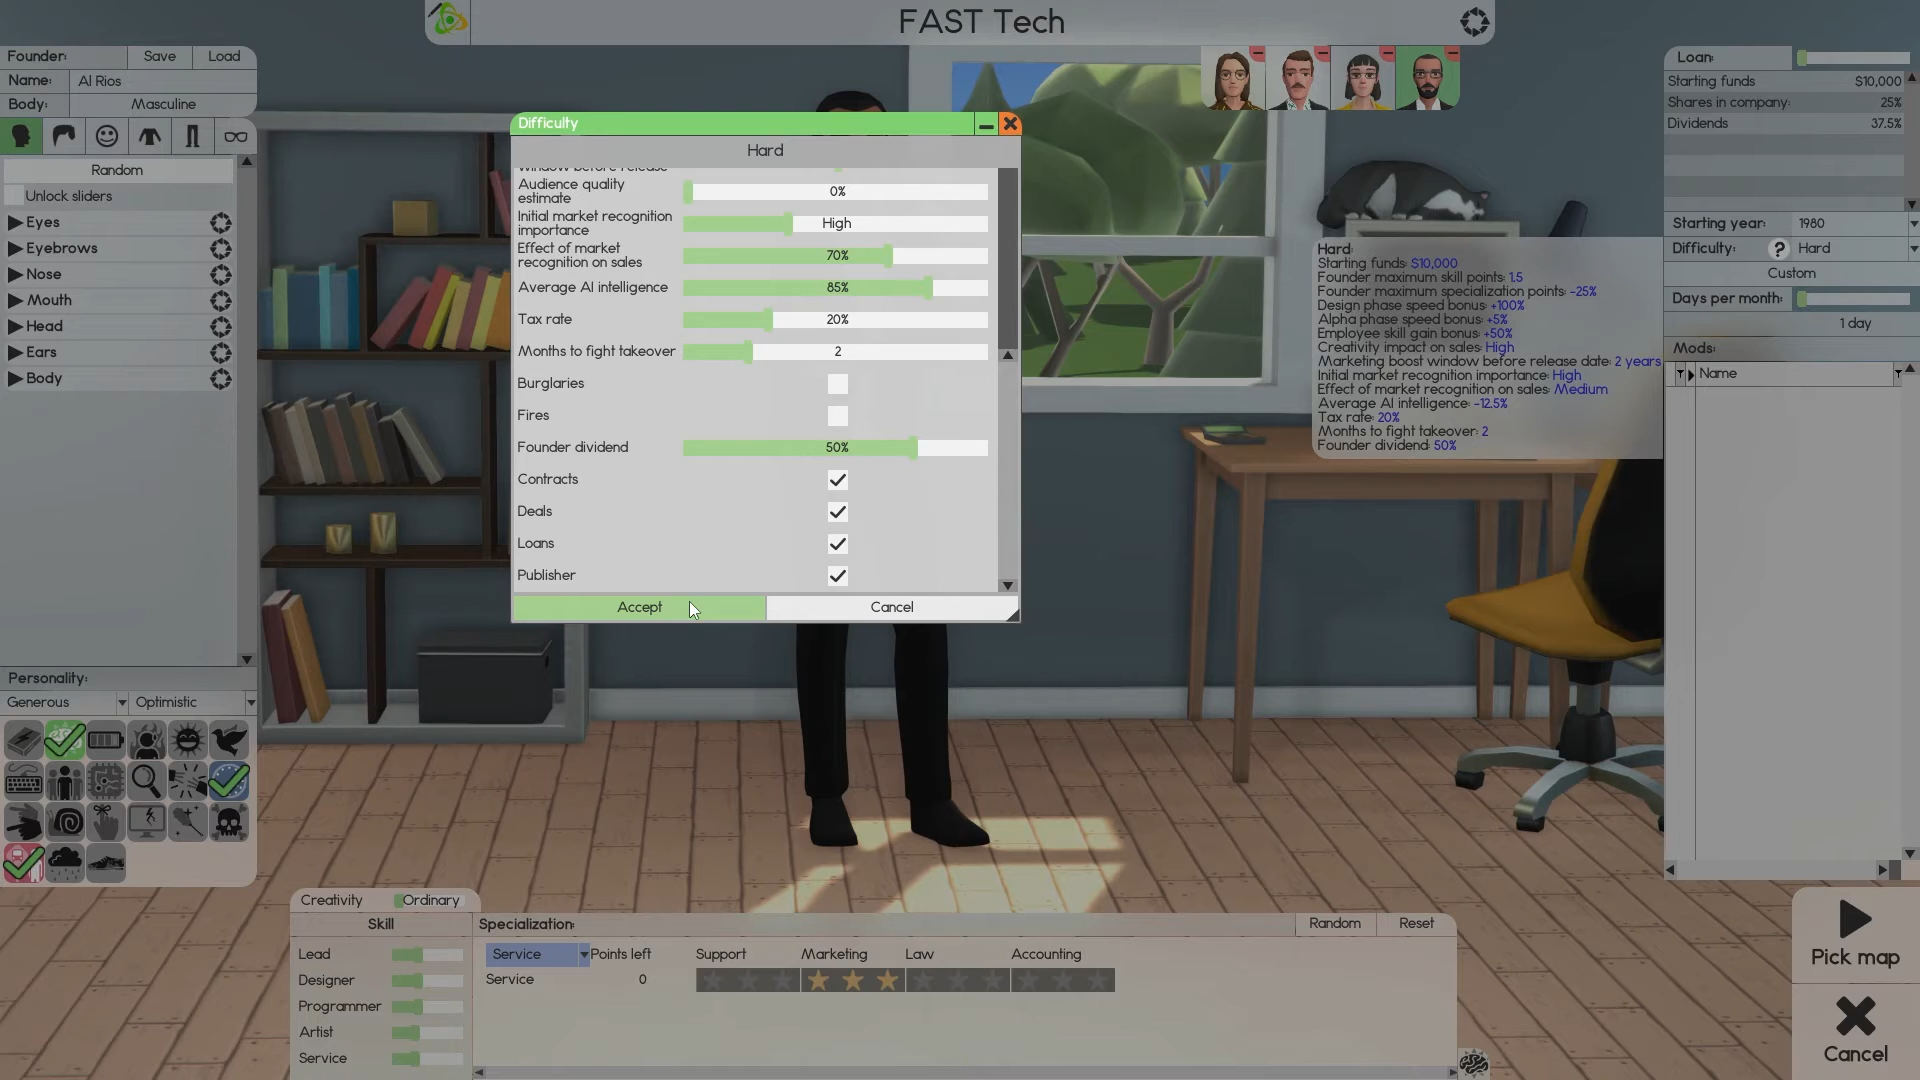 FAST Tech
Founder:
Save
Load
Name:
Al Rios
Body:
Masculine
Random
Unlock sliders
Eyes
Eyebrows
Nose
Mouth
Head
Ears
Body
Personality:
Generous
Optimistic
Difficulty
Hard
Window before release
Audience quality
estimate
0%
Initial market recognition
importance
High
Effect of market
recognition on sales
70%
Average AI intelligence
85%
Tax rate
20%
Months to fight takeover
2
Burglaries
Fires
Founder dividend
50%
Contracts
Deals
Loans
Publisher
Accept
Cancel
Loan:
Starting funds
$10,000
Shares in company:
25%
Dividends
37.5%
Starting year:
1980
Difficulty:
?
Hard
Custom
Days per month:
1 day
Mods:
Name
Hard:
Starting funds: $10,000
Founder maximum skill points: 1.5
Founder maximum specialization points: -25%
Design phase speed bonus: +100%
Alpha phase speed bonus: +5%
Employee skill gain bonus: +50%
Creativity impact on sales: High
Marketing boost window before release date: 2 years
Initial market recognition importance: High
Effect of market recognition on sales: Medium
Average AI intelligence: -12.5%
Tax rate: 20%
Months to fight takeover: 2
Founder dividend: 50%
Creativity
Ordinary
Skill
Lead
Designer
Programmer
Artist
Service
Specialization:
Random
Reset
Service
Points left
Support
Marketing
Law
Accounting
Service
0
Pick map
Cancel